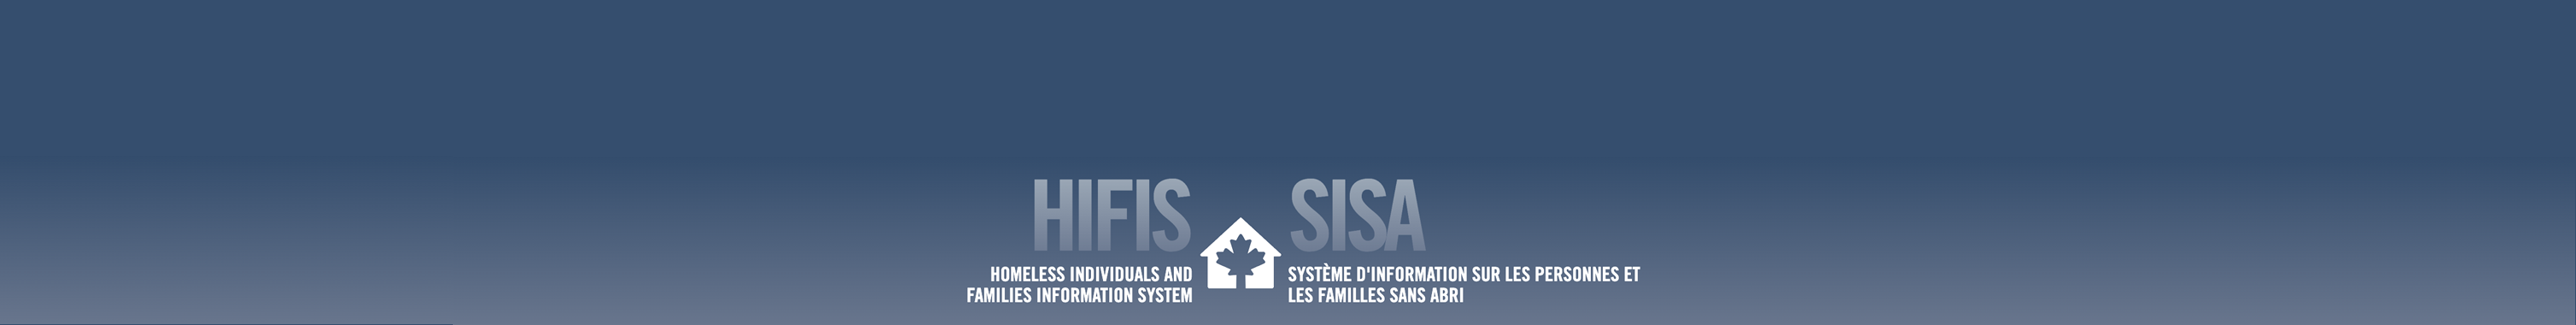 HIFIS
HOMELESS INDIVIDUALS AND
FAMILIES INFORMATION SYSTEM
SISA
SYSTÈME D'INFORMATION SUR LES PERSONNES ET
LES FAMILLES SANS ABRI